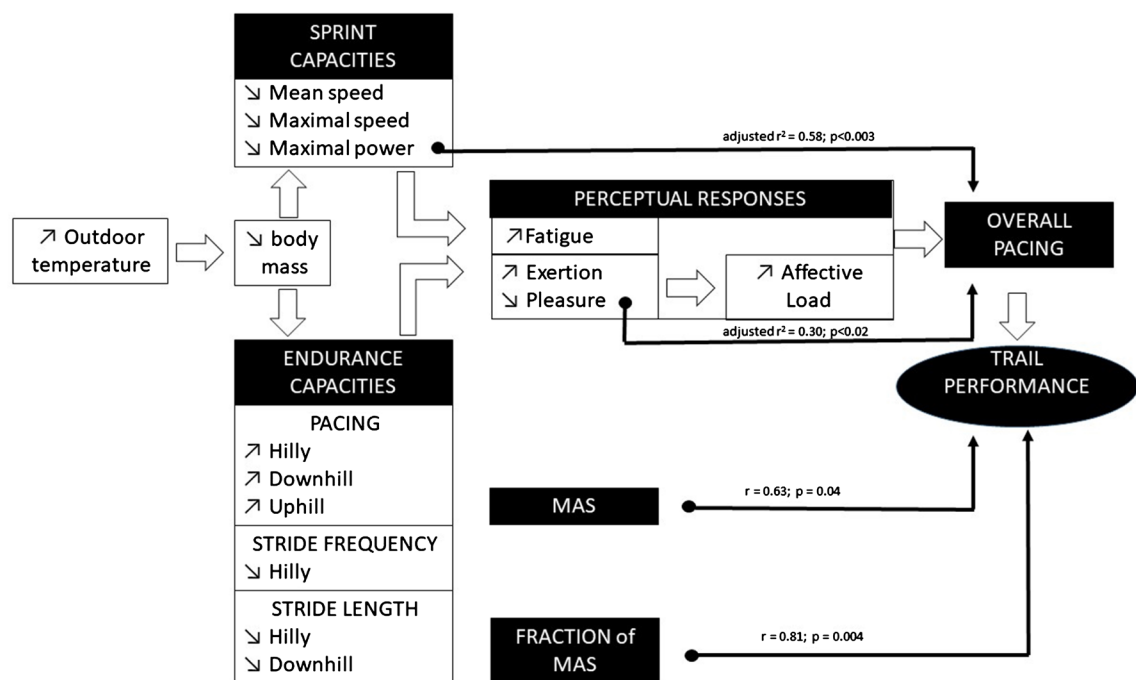 SPRINT
CAPACITIES
↘ Mean speed
↘ Maximal speed
↘ Maximal power
adjusted r² = 0.58; p<0.003
↗ Outdoor
temperature
↘ body
mass
PERCEPTUAL RESPONSES
↗Fatigue
↗ Exertion
↘ Pleasure
↗ Affective
Load
adjusted r² = 0.30; p<0.02
OVERALL
PACING
TRAIL
PERFORMANCE
ENDURANCE
CAPACITIES
PACING
↗ Hilly
↗ Downhill
↗ Uphill
STRIDE FREQUENCY
↘ Hilly
STRIDE LENGTH
↘ Hilly
↘ Downhill
MAS
r = 0.63; p = 0.04
FRACTION of
MAS
r = 0.81; p = 0.004